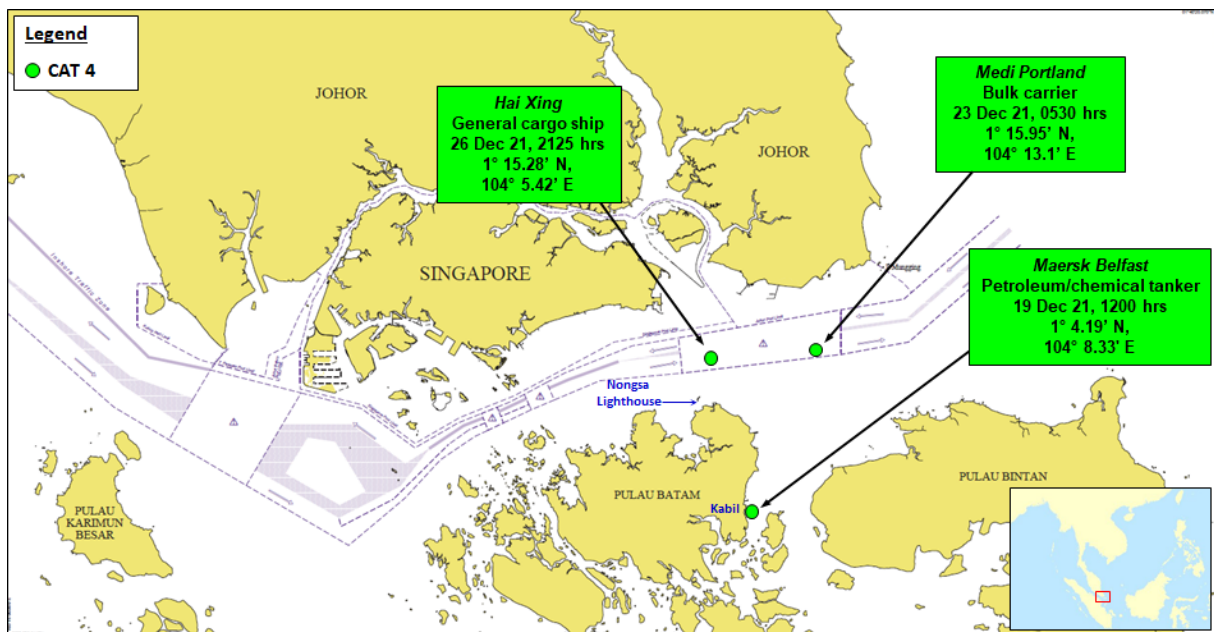 Legend
CAT 4
JOHOR
Hai Xing
General cargo ship
26 Dec 21, 2125 hrs
1° 15.28’ N,
104° 5.42’ E
Medi Portland
Bulk carrier
23 Dec 21, 0530 hrs
1° 15.95’ N,
104° 13.1’ E
JOHOR
SINGAPORE
Maersk Belfast
Petroleum/chemical tanker
19 Dec 21, 1200 hrs
1° 4.19’ N,
104° 8.33’ E
Inshore Traffic Zone
Nongsa
Lighthouse
PULAU BATAM
PULAU BINTAN
Kabil
PULAU
KARIMUN
BESAR